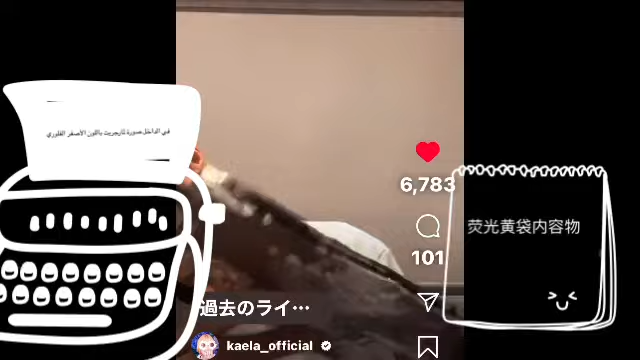 في الداخل صورة تارجريت باللون الأصفر الفلوري
6,783
荧光黄袋内容物
101
過去のライ…
kaela_official